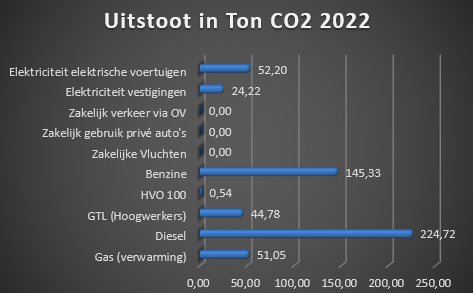 Uitstoot in Ton CO2 2022
Elektriciteit elektrische voertuigen 52,20
Elektriciteit vestigingen 24,22
Zakelijk verkeer via OV 0,00
Zakelijk gebruik privé auto's 0,00
Zakelijke Vluchten 0,00
Benzine 145,33
HVO 100 0,54
GTL (Hoogwerkers) 44,78
Diesel 224,72
Gas (verwarming) 51,05
0,00 50,00 100,00 150,00 200,00 250,00